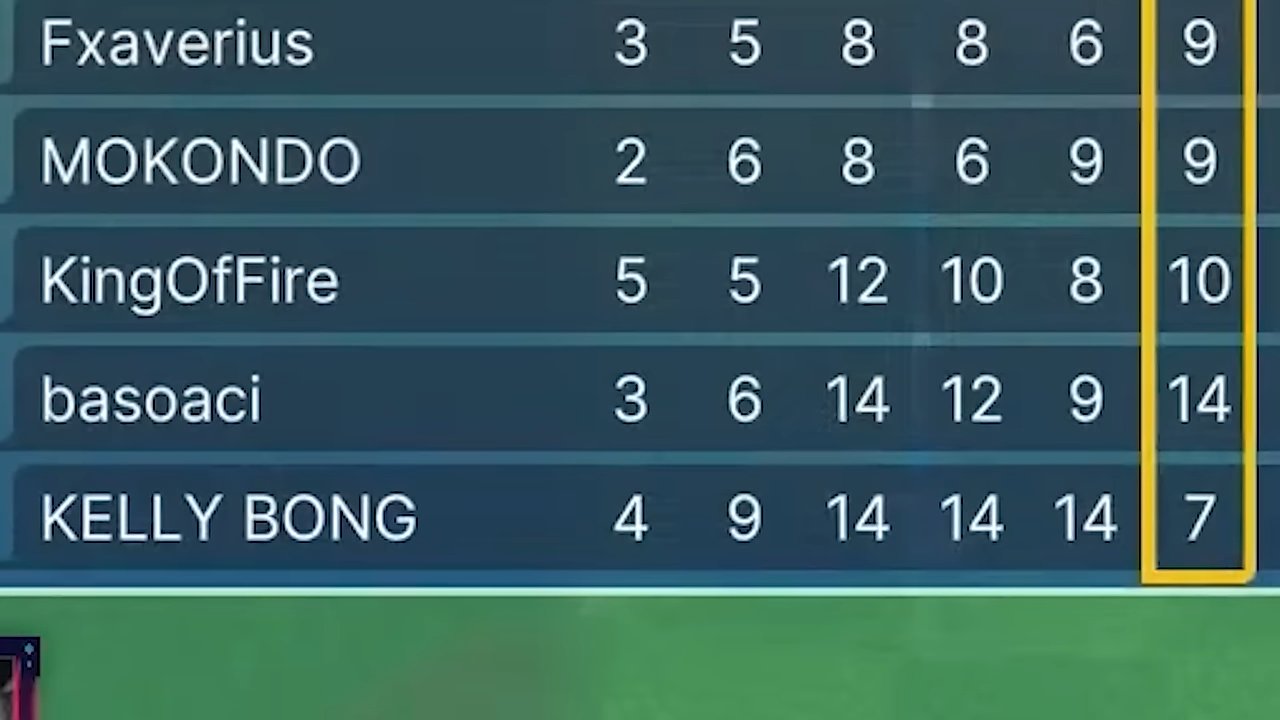 Fxaverius 3 5 8 8 6 9
MOKONDO 2 6 8 6 9 9
KingOfFire 5 5 12 10 8 10
basoaci 3 6 14 12 9 14
KELLY BONG 4 9 14 14 14 7